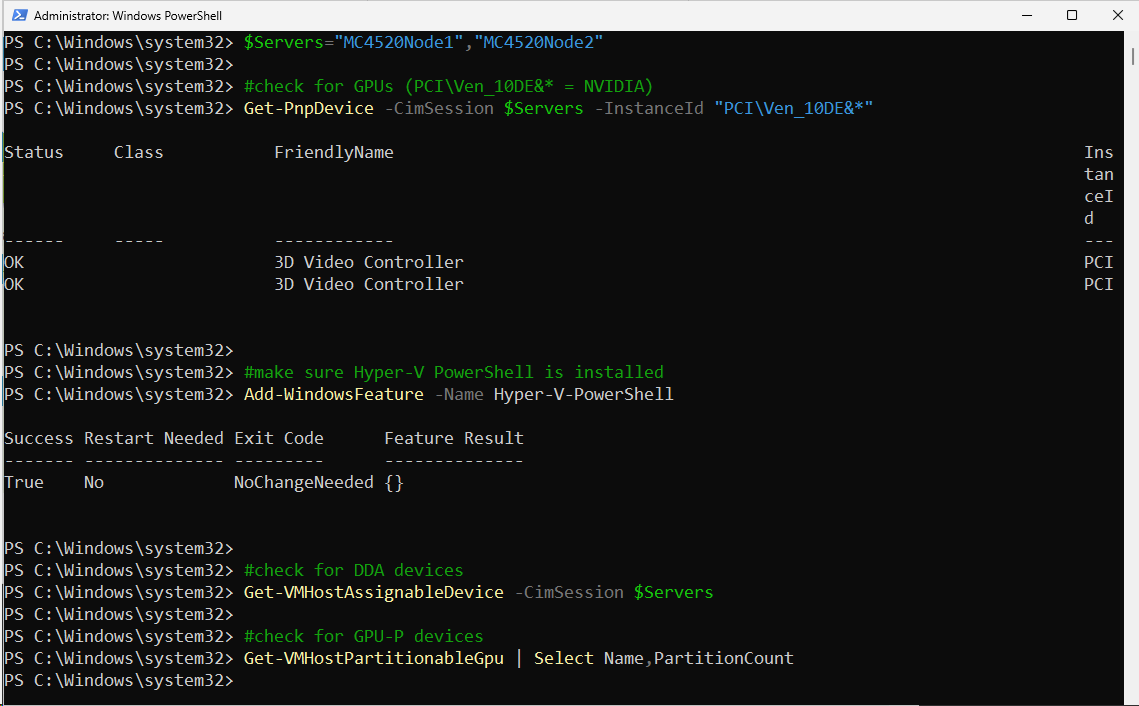 Administrator: Windows PowerShell
PS C:\Windows\system32> $Servers="MC4520Node1","MC4520Node2"
PS C:\Windows\system32>
PS C:\Windows\system32> #check for GPUs (PCI\Ven_10DE&* = NVIDIA)
PS C:\Windows\system32> Get-PnpDevice -CimSession $Servers -InstanceId "PCI\Ven_10DE&*"
Status     Class           FriendlyName                                                                     Ins
tan
ceI
d
------     -----           ------------                                                                     ---
OK                         3D Video Controller                                                              PCI
OK                         3D Video Controller                                                              PCI
PS C:\Windows\system32>
PS C:\Windows\system32> #make sure Hyper-V PowerShell is installed
PS C:\Windows\system32> Add-WindowsFeature -Name Hyper-V-PowerShell
Success Restart Needed Exit Code      Feature Result
------- -------------- ---------      --------------
True    No             NoChangeNeeded {}
PS C:\Windows\system32>
PS C:\Windows\system32> #check for DDA devices
PS C:\Windows\system32> Get-VMHostAssignableDevice -CimSession $Servers
PS C:\Windows\system32>
PS C:\Windows\system32> #check for GPU-P devices
PS C:\Windows\system32> Get-VMHostPartitionableGpu | Select Name,PartitionCount
PS C:\Windows\system32>